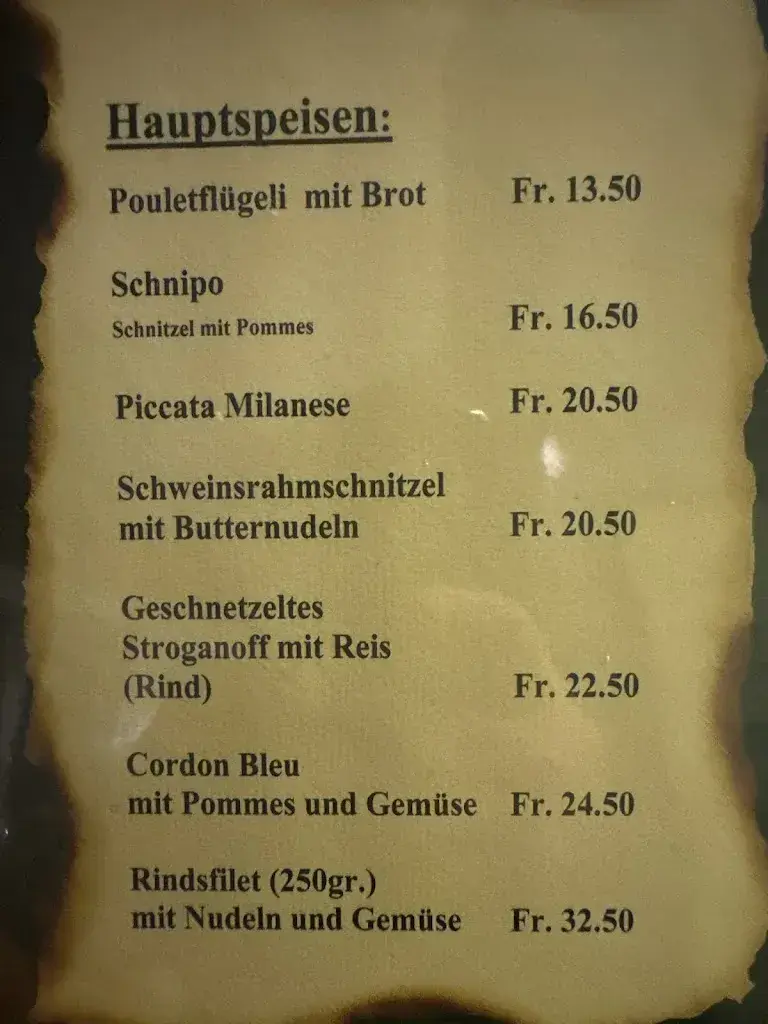 Hauptspeisen:
Pouletflügeli mit Brot Fr. 13.50
Schnipo
Schnitzel mit Pommes Fr. 16.50
Piccata Milanese Fr. 20.50
Schweinsrahmschnitzel
mit Butternudeln Fr. 20.50
Geschnetzeltes
Stroganoff mit Reis
(Rind) Fr. 22.50
Cordon Bleu
mit Pommes und Gemüse Fr. 24.50
Rindsfilet (250gr.)
mit Nudeln und Gemüse Fr. 32.50